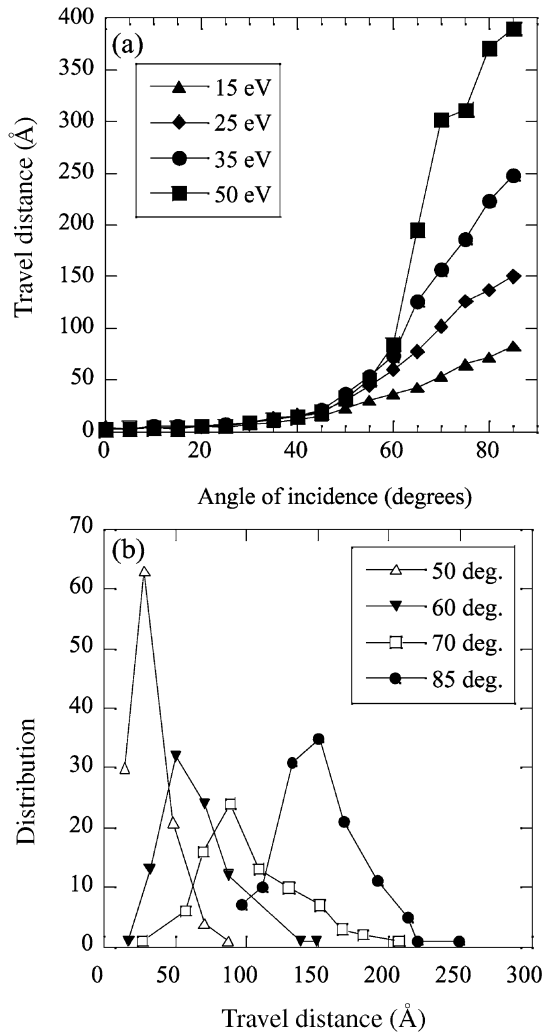 (a)
15 eV
25 eV
35 eV
50 eV
400
350
300
250
200
150
100
50
0
Travel distance (Å)
0 20 40 60 80
Angle of incidence (degrees)
(b)
50 deg.
60 deg.
70 deg.
85 deg.
70
60
50
40
30
20
10
0
Distribution
0 50 100 150 200 250 300
Travel distance (Å)